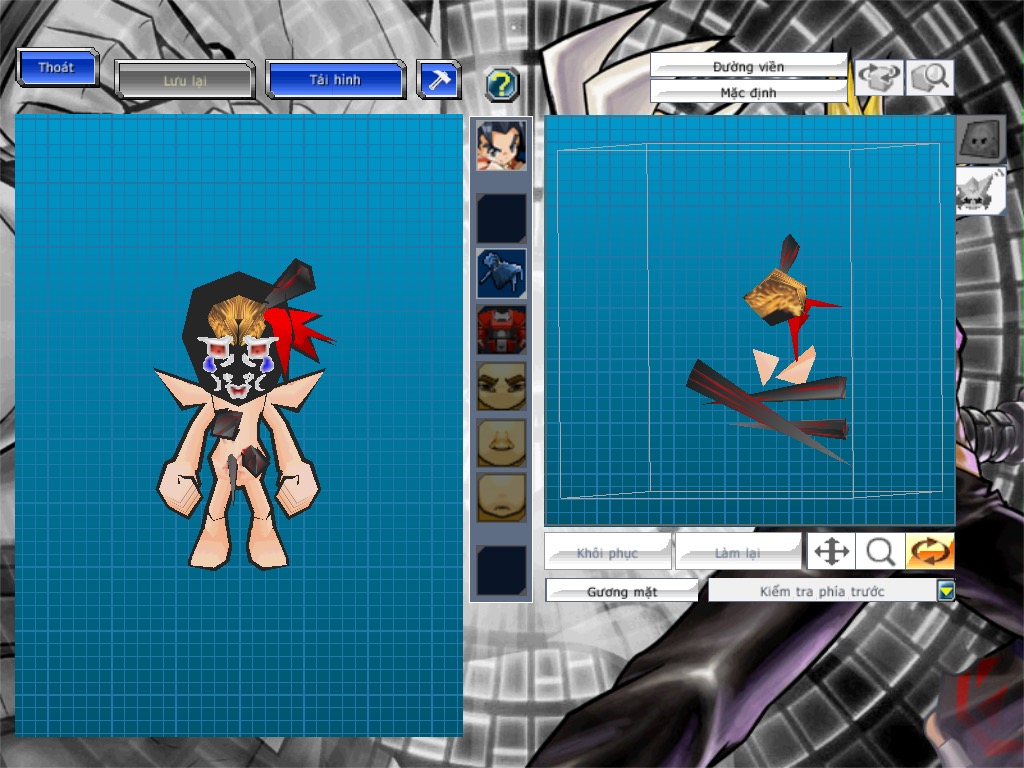 Thoát
Lưu lại
Tải hình
?
Đường viền
Mặc định
Khôi phục
Làm lại
Gương mặt
Kiểm tra phía trước